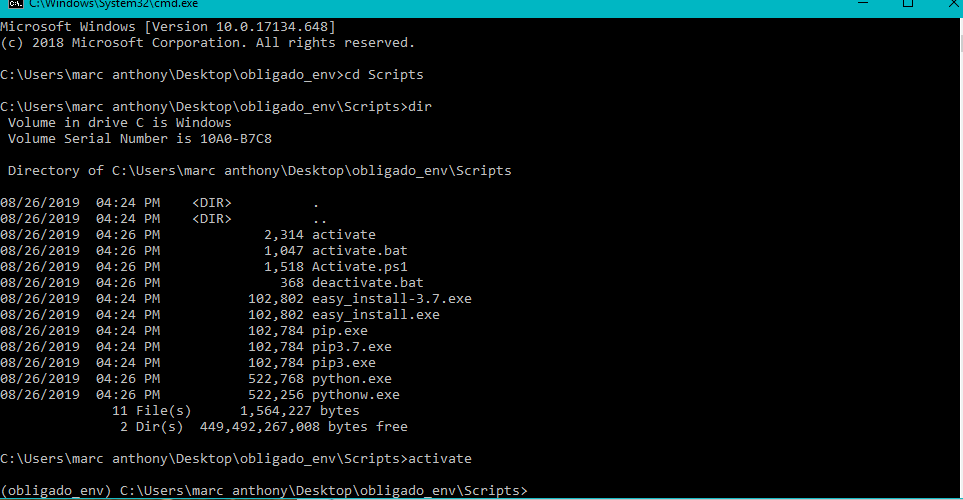 C:\Windows\System32\cmd.exe
Microsoft Windows [Version 10.0.17134.648]
(c) 2018 Microsoft Corporation. All rights reserved.
C:\Users\marc anthony\Desktop\obligado_env>cd Scripts
C:\Users\marc anthony\Desktop\obligado_env\Scripts>dir
 Volume in drive C is Windows
 Volume Serial Number is 10A0-B7C8
 Directory of C:\Users\marc anthony\Desktop\obligado_env\Scripts
08/26/2019  04:24 PM    <DIR>          .
08/26/2019  04:24 PM    <DIR>          ..
08/26/2019  04:26 PM             2,314 activate
08/26/2019  04:26 PM             1,047 activate.bat
08/26/2019  04:26 PM             1,518 Activate.ps1
08/26/2019  04:26 PM               368 deactivate.bat
08/26/2019  04:24 PM           102,802 easy_install-3.7.exe
08/26/2019  04:24 PM           102,802 easy_install.exe
08/26/2019  04:24 PM           102,784 pip.exe
08/26/2019  04:24 PM           102,784 pip3.7.exe
08/26/2019  04:24 PM           102,784 pip3.exe
08/26/2019  04:26 PM           522,768 python.exe
08/26/2019  04:26 PM           522,256 pythonw.exe
              11 File(s)      1,564,227 bytes
               2 Dir(s)  449,492,267,008 bytes free
C:\Users\marc anthony\Desktop\obligado_env\Scripts>activate
(obligado_env) C:\Users\marc anthony\Desktop\obligado_env\Scripts>